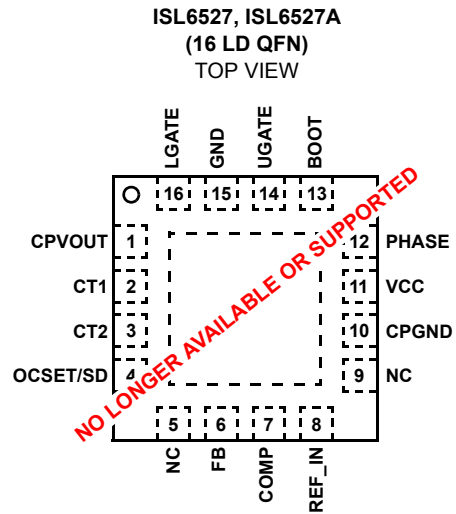 ISL6527, ISL6527A
(16 LD QFN)
TOP VIEW
LGATE
GND
UGATE
BOOT
16 15 14 13
CPVOUT 1
CT1 2
CT2 3
OCSET/SD 4
12 PHASE
11 VCC
10 CPGND
9 NC
5 6 7 8
NC
FB
COMP
REF_IN
NO LONGER AVAILABLE OR SUPPORTED